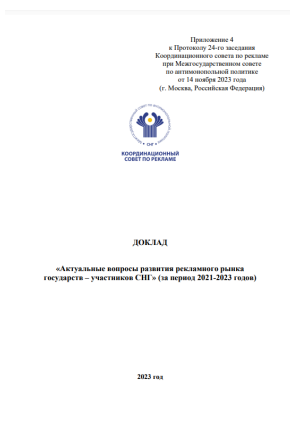 Приложение 4
к Протоколу 24-го заседания
Координационного совета по рекламе
при Межгосударственном совете
по антимонопольной политике
от 14 ноября 2023 года
(г. Москва, Российская Федерация)
СНГ
КООРДИНАЦИОННЫЙ
СОВЕТ ПО РЕКЛАМЕ
ДОКЛАД
«Актуальные вопросы развития рекламного рынка
государств – участников СНГ» (за период 2021-2023 годов)
2023 год